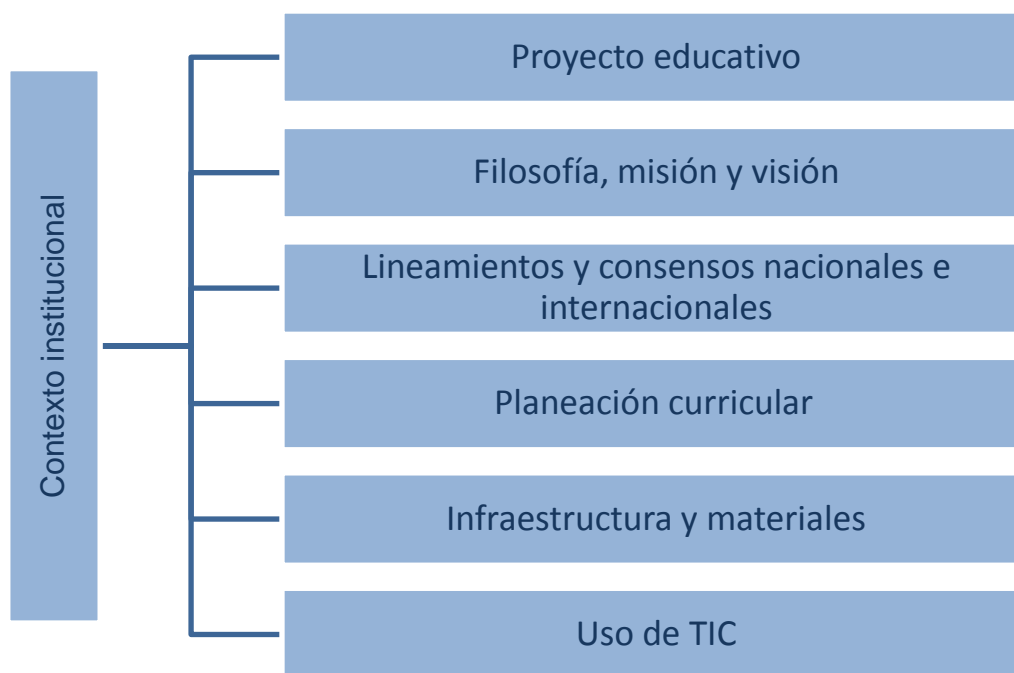 Contexto institucional
Proyecto educativo
Filosofía, misión y visión
Lineamientos y consensos nacionales e
internacionales
Planeación curricular
Infraestructura y materiales
Uso de TIC